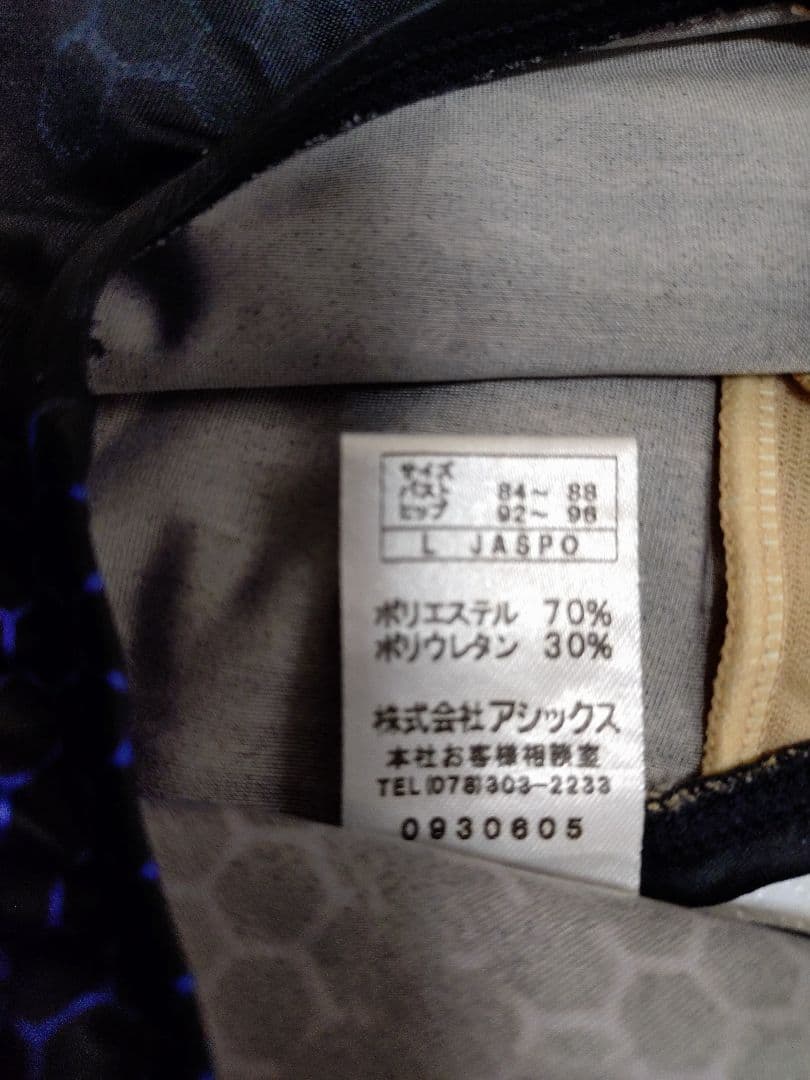 サイズ
バスト 84～ 88
ヒップ 92～ 96
L JASPO
ポリエステル 70%
ポリウレタン 30%
株式会社アシックス
本社お客様相談室
TEL(078)303-2233
0930605